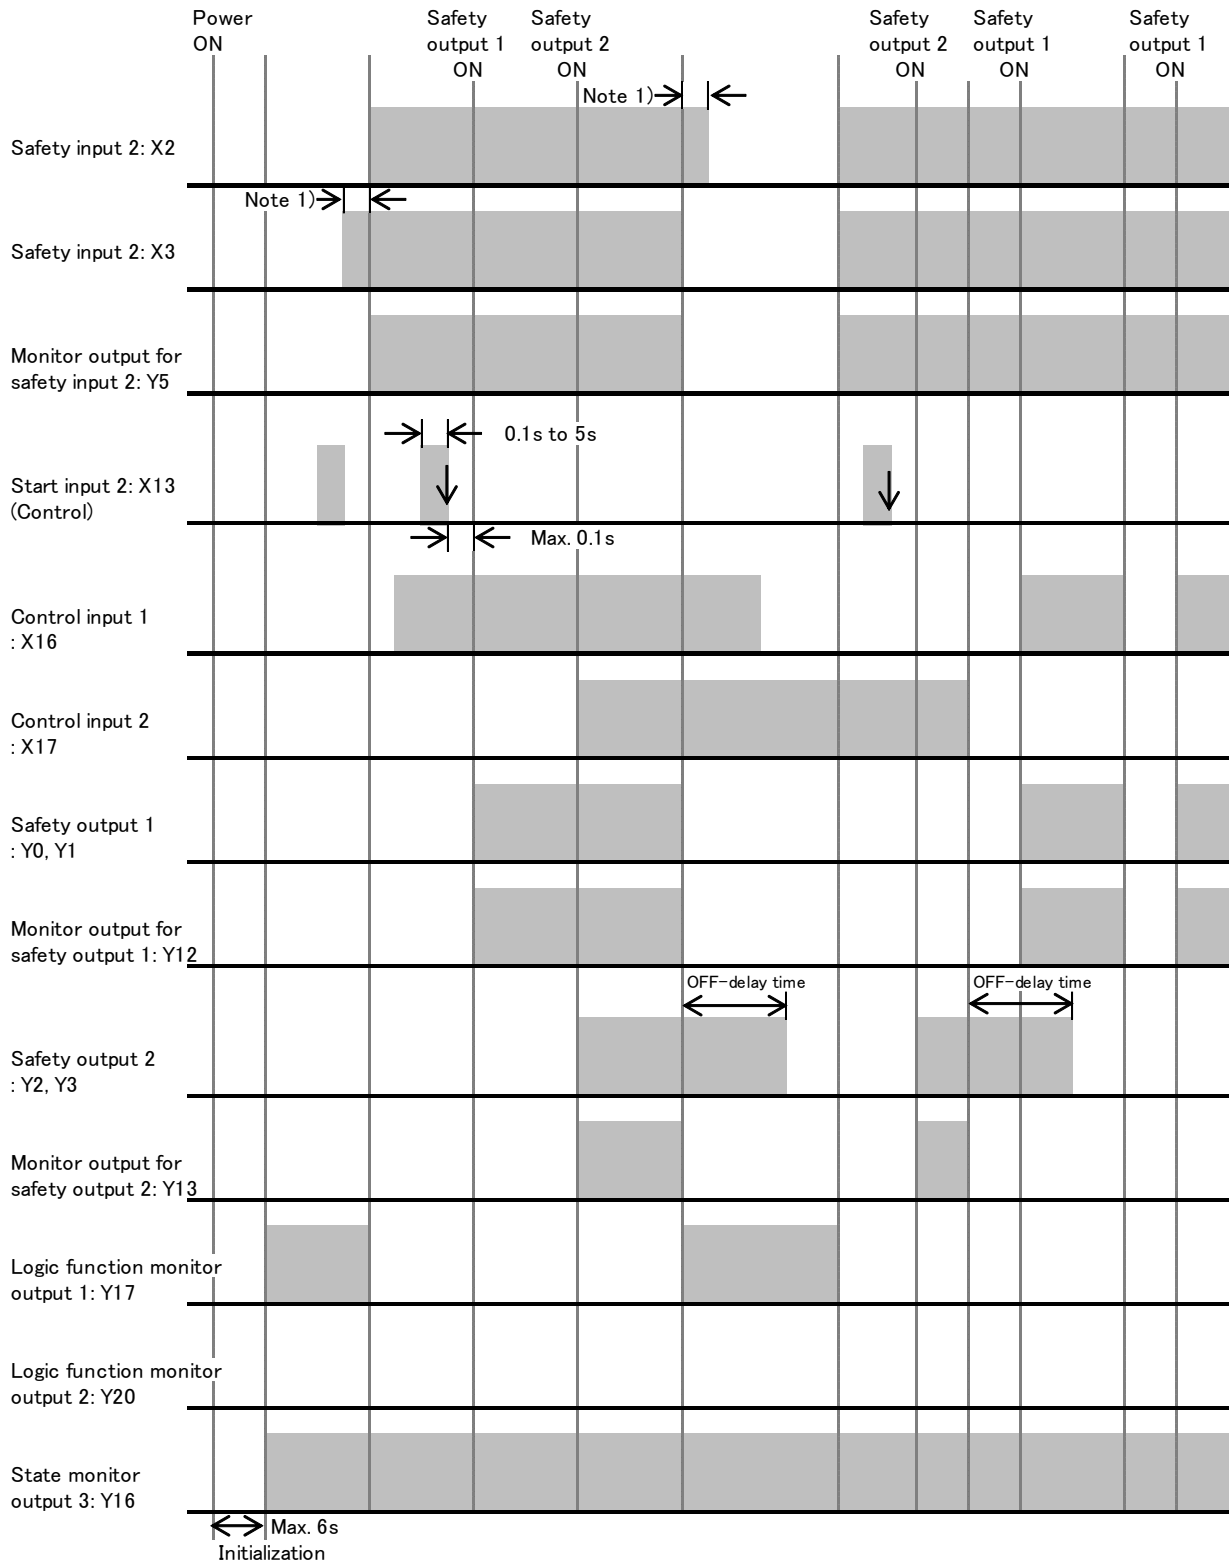 Power
ON
Safety
output 1
ON
Safety
output 2
ON
Safety
output 2
ON
Safety
output 1
ON
Safety
output 1
ON
Note 1)
Safety input 2: X2
Note 1)
Safety input 2: X3
Monitor output for
safety input 2: Y5
0.1s to 5s
Start input 2: X13
(Control)
Max. 0.1s
Control input 1
: X16
Control input 2
: X17
Safety output 1
: Y0, Y1
Monitor output for
safety output 1: Y12
OFF-delay time
OFF-delay time
Safety output 2
: Y2, Y3
Monitor output for
safety output 2: Y13
Logic function monitor
output 1: Y17
Logic function monitor
output 2: Y20
State monitor
output 3: Y16
Max. 6s
Initialization